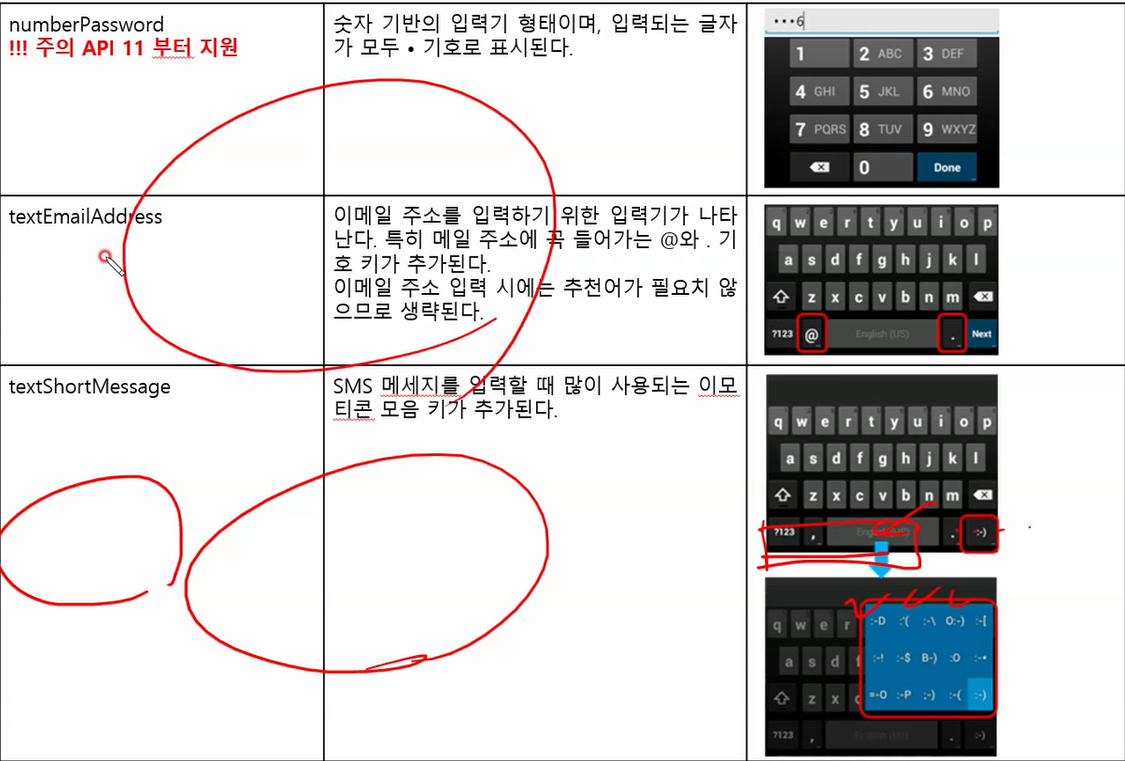 numberPassword
!!! 주의 API 11 부터 지원
숫자 기반의 입력기 형태이며, 입력되는 글자
가 모두 • 기호로 표시된다.
•••6
1
2 ABC
3 DEF
4 GHI
5 JKL
6 MNO
7 PQRS
8 TUV
9 WXYZ
0
Done
textEmailAddress
이메일 주소를 입력하기 위한 입력기가 나타
난다. 특히 메일 주소에 꼭 들어가는 @와 . 기
호 키가 추가된다.
이메일 주소 입력 시에는 추천어가 필요치 않
으므로 생략된다.
q w e r t y u i o p
a s d f g h j k l
z x c v b n m
?123 @ English (US) . Next
textShortMessage
SMS 메세지를 입력할 때 많이 사용되는 이모
티콘 모음 키가 추가된다.
q w e r t y u i o p
a s d f g h j k l
z x c v b n m
?123 , English (US) . :-)
q w e r
:-D :'( :-\ O:-) :-[
a s d f
:-! :-$ B-) :O :-*
z x c
=-O :-P ;-) :-( :-)
?123 , English (US) . :-)